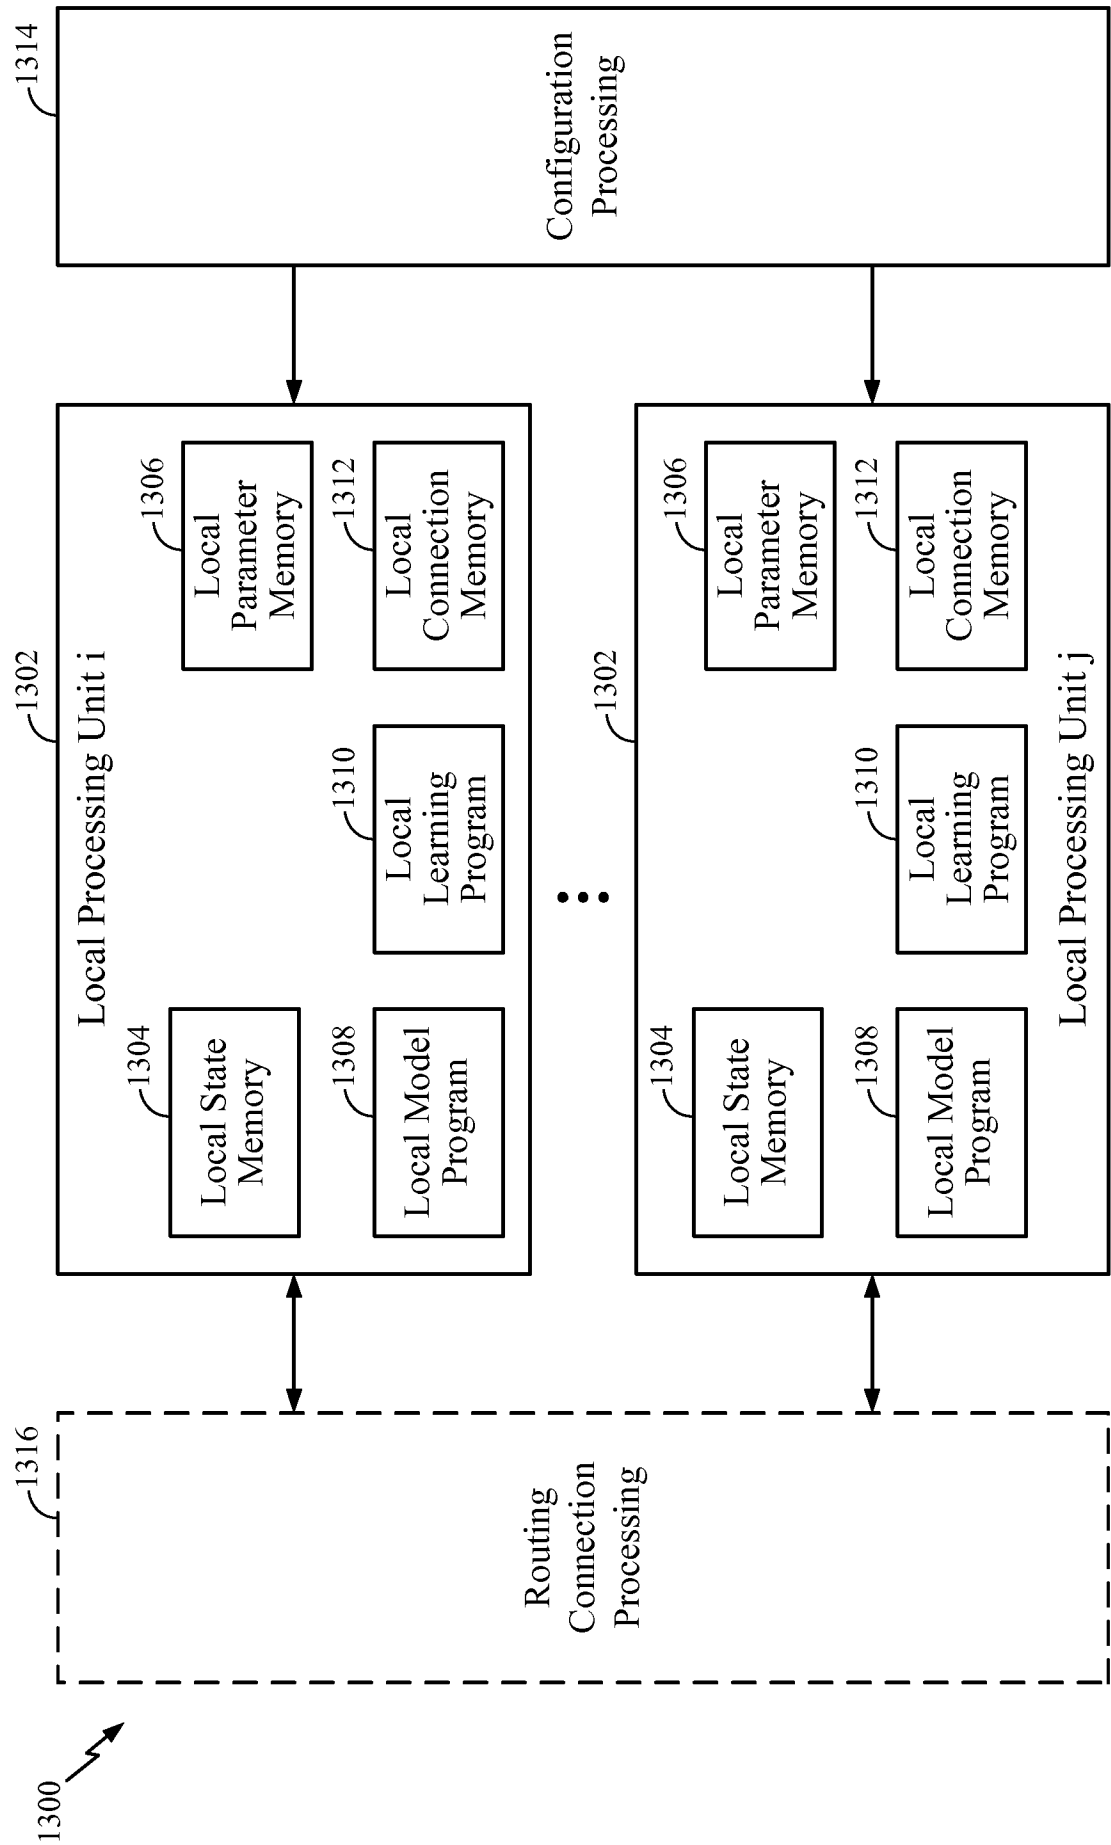 1300
1316
Routing
Connection
Processing
1302
Local Processing Unit i
1304
Local State
Memory
1306
Local
Parameter
Memory
1308
Local Model
Program
1310
Local
Learning
Program
1312
Local
Connection
Memory
1302
1304
Local State
Memory
1306
Local
Parameter
Memory
1308
Local Model
Program
1310
Local
Learning
Program
1312
Local
Connection
Memory
Local Processing Unit j
1314
Configuration
Processing